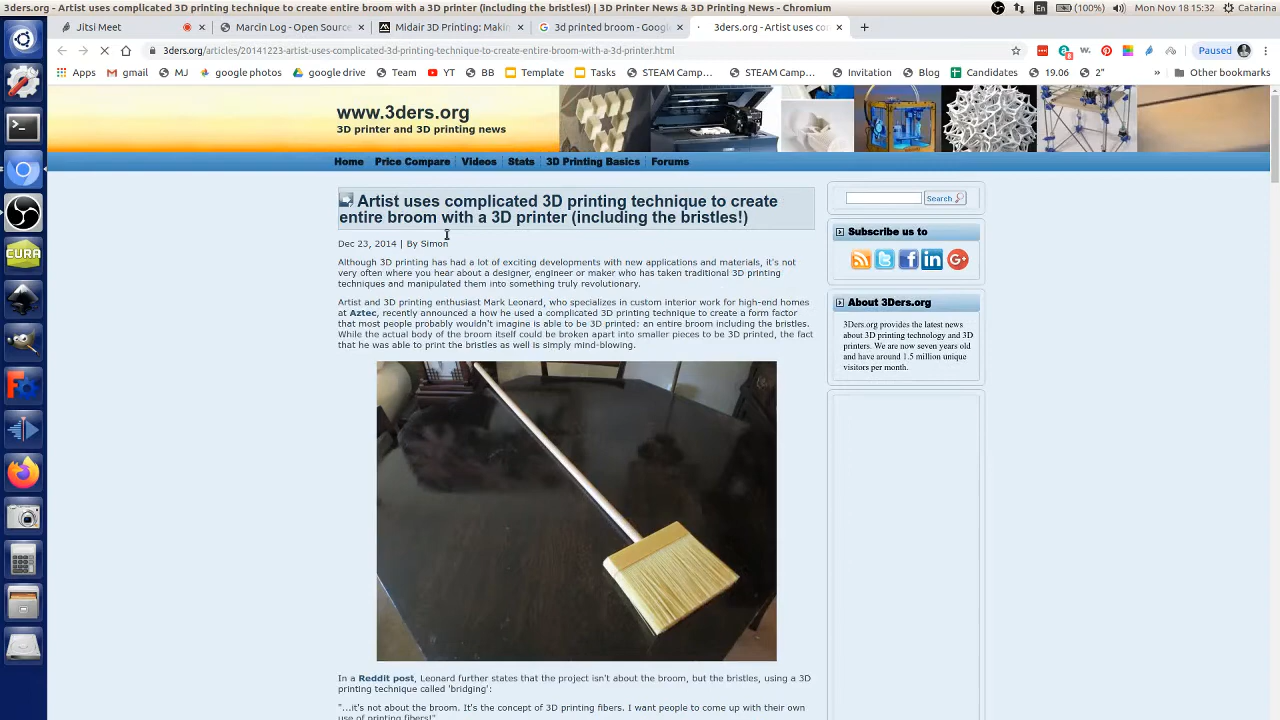 3ders.org - Artist uses complicated 3D printing technique to create entire broom with a 3D printer (including the bristles!) | 3D Printer News & 3D Printing News - Chromium
En
(100%)
Mon Nov 18 15:32
Catarina
Jitsi Meet
Marcin Log - Open Source
Midair 3D Printing: Makin
3d printed broom - Google
3ders.org - Artist uses co
3ders.org/articles/20141223-artist-uses-complicated-3d-printing-technique-to-create-entire-broom-with-a-3d-printer.html
Paused
Apps
gmail
MJ
google photos
google drive
Team
YT
BB
Template
Tasks
STEAM Camp...
STEAM Camp...
Invitation
Blog
Candidates
19.06
2"
»
Other bookmarks
www.3ders.org
3D printer and 3D printing news
Home
Price Compare
Videos
Stats
3D Printing Basics
Forums
Artist uses complicated 3D printing technique to create
entire broom with a 3D printer (including the bristles!)
Dec 23, 2014 | By Simon
Although 3D printing has had a lot of exciting developments with new applications and materials, it's not
very often where you hear about a designer, engineer or maker who has taken traditional 3D printing
techniques and manipulated them into something truly revolutionary.
Artist and 3D printing enthusiast Mark Leonard, who specializes in custom interior work for high-end homes
at Aztec, recently announced a how he used a complicated 3D printing technique to create a form factor
that most people probably wouldn't imagine is able to be 3D printed: an entire broom including the bristles.
While the actual body of the broom itself could be broken apart into smaller pieces to be 3D printed, the fact
that he was able to print the bristles as well is simply mind-blowing.
In a Reddit post, Leonard further states that the project isn't about the broom, but the bristles, using a 3D
printing technique called 'bridging':
"...it's not about the broom. It's the concept of 3D printing fibers. I want people to come up with their own
use of printing fibers!"
Search
Subscribe us to
About 3Ders.org
3Ders.org provides the latest news
about 3D printing technology and 3D
printers. We are now seven years old
and have around 1.5 million unique
visitors per month.
CURA